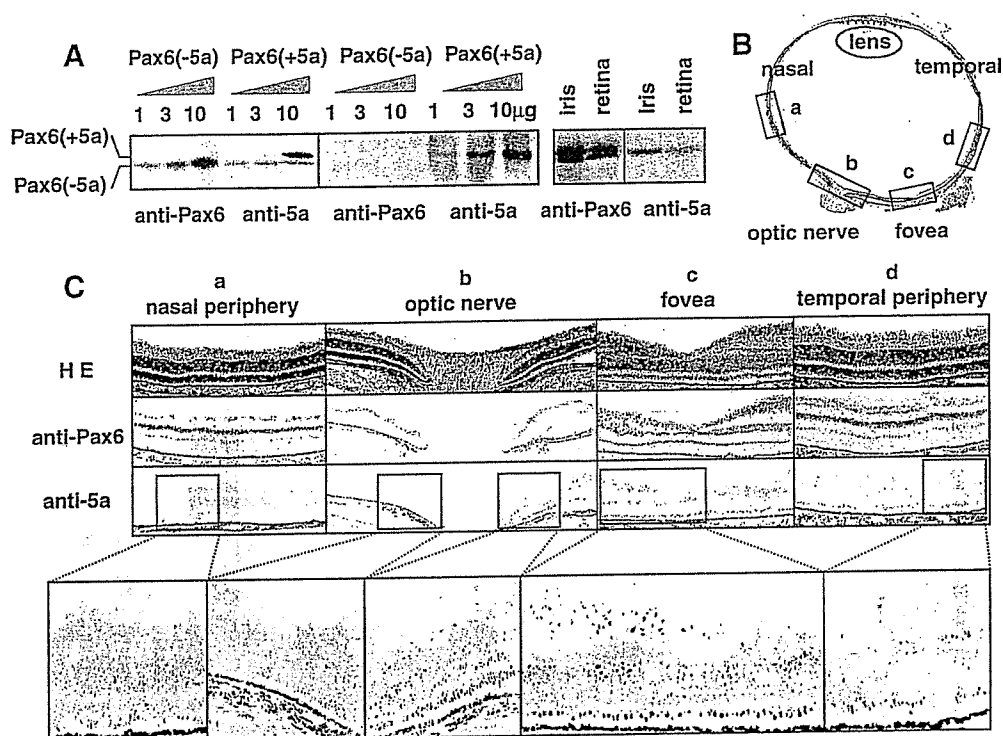 A
Pax6(-5a) Pax6(+5a) Pax6(-5a) Pax6(+5a)
1 3 10 1 3 10 1 3 10 1 3 10µg
iris retina iris retina
Pax6(+5a)
Pax6(-5a)
anti-Pax6 anti-5a anti-Pax6 anti-5a anti-Pax6 anti-5a
B
lens
nasal temporal
a
d
b c
optic nerve fovea
C
a b c d
nasal periphery optic nerve fovea temporal periphery
H E
anti-Pax6
anti-5a